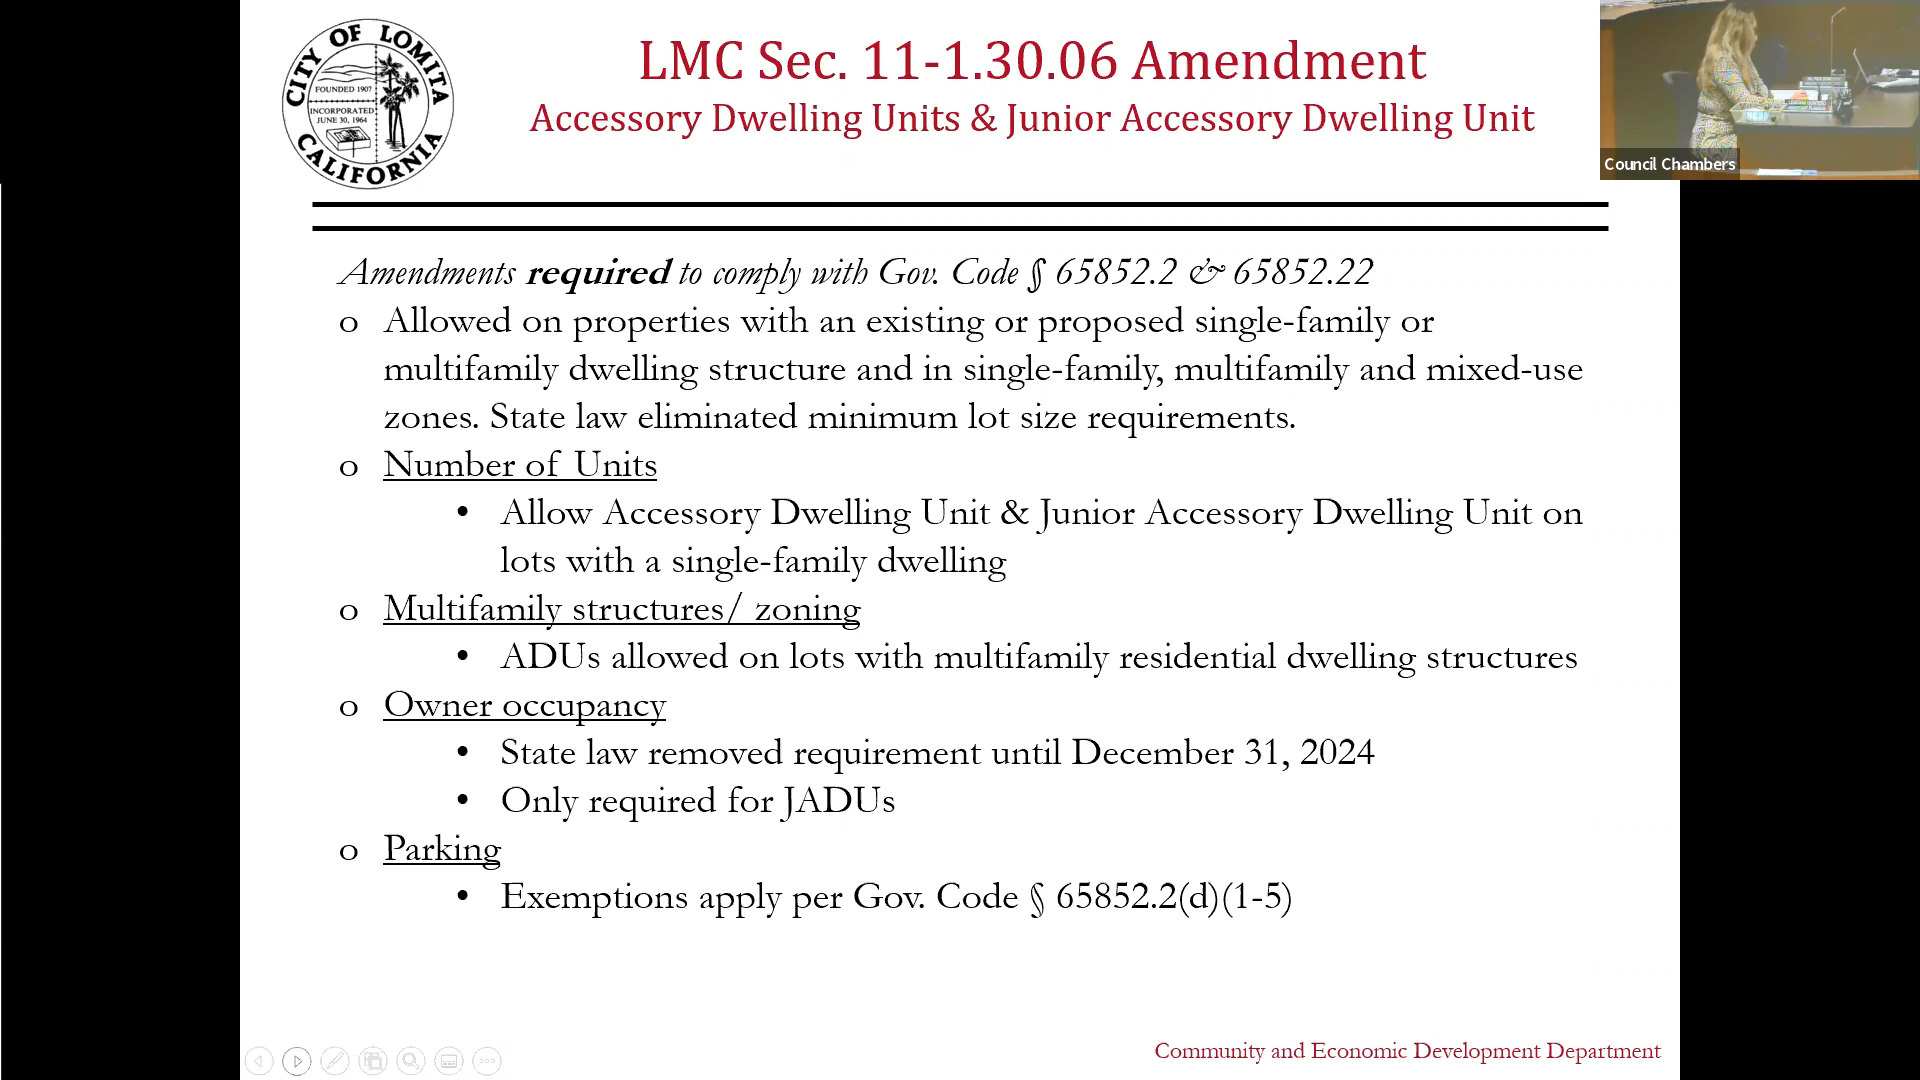 CITY OF LOMITA
FOUNDED 1907
INCORPORATED
JUNE 30, 1964
CALIFORNIA
LMC Sec. 11-1.30.06 Amendment
Accessory Dwelling Units & Junior Accessory Dwelling Unit
Council Chambers
Amendments required to comply with Gov. Code § 65852.2 & 65852.22
o Allowed on properties with an existing or proposed single-family or
multifamily dwelling structure and in single-family, multifamily and mixed-use
zones. State law eliminated minimum lot size requirements.
o Number of Units
• Allow Accessory Dwelling Unit & Junior Accessory Dwelling Unit on
lots with a single-family dwelling
o Multifamily structures/ zoning
• ADUs allowed on lots with multifamily residential dwelling structures
o Owner occupancy
• State law removed requirement until December 31, 2024
• Only required for JADUs
o Parking
• Exemptions apply per Gov. Code § 65852.2(d)(1-5)
Community and Economic Development Department